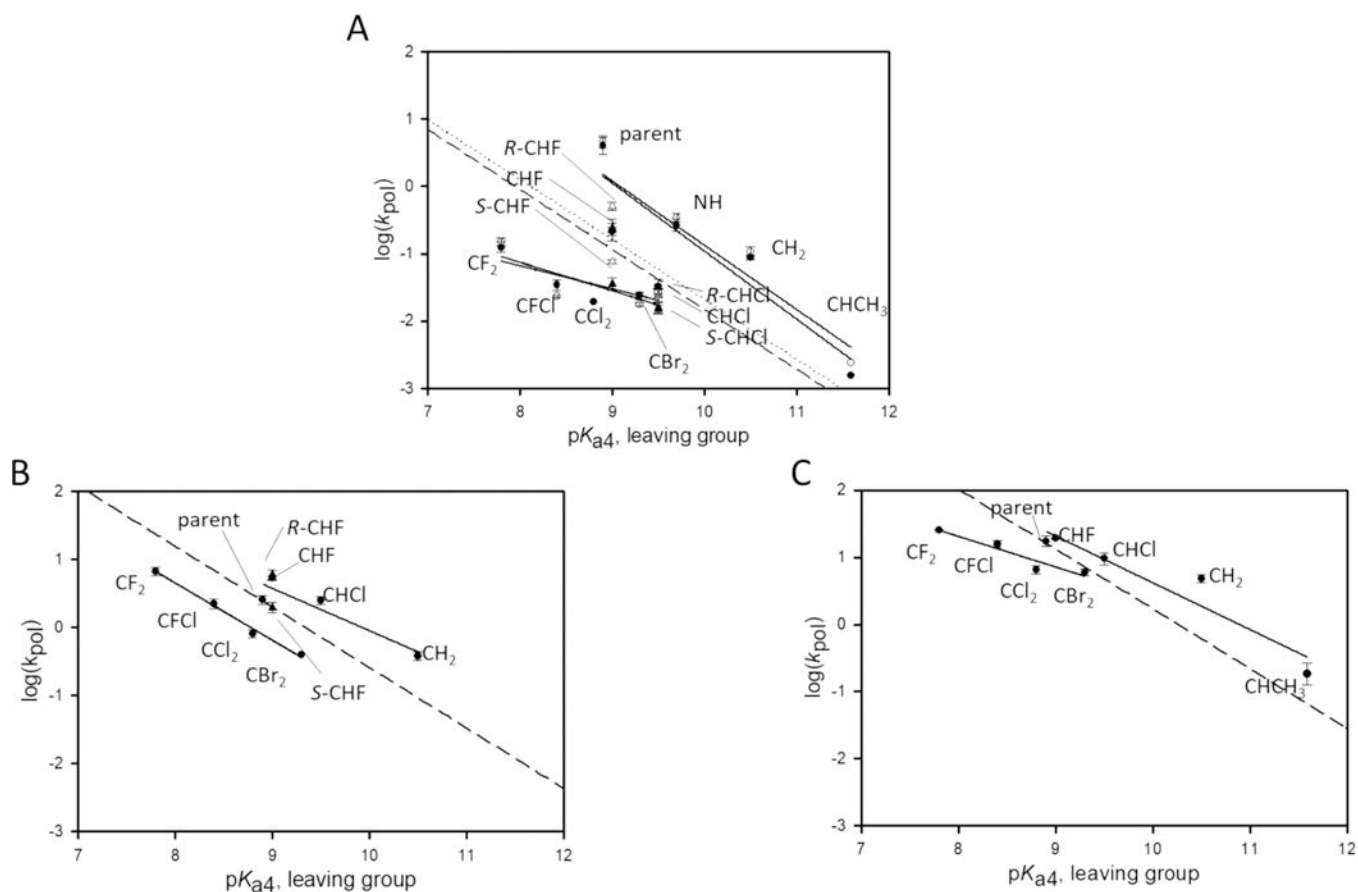 A
2
1
0
-1
-2
-3
log(kpol)
parent
R-CHF
CHF
S-CHF
NH
CH2
CF2
CFCl
CCl2
CBr2
R-CHCl
CHCl
S-CHCl
CHCH3
7 8 9 10 11 12
pKa4, leaving group
B
2
1
0
-1
-2
-3
log(kpol)
parent
R-CHF
CHF
CF2
CFCl
CCl2
CBr2
CHCl
CH2
S-CHF
7 8 9 10 11 12
pKa4, leaving group
C
2
1
0
-1
-2
-3
log(kpol)
parent
CHF
CHCl
CF2
CFCl
CCl2
CBr2
CH2
CHCH3
7 8 9 10 11 12
pKa4, leaving group